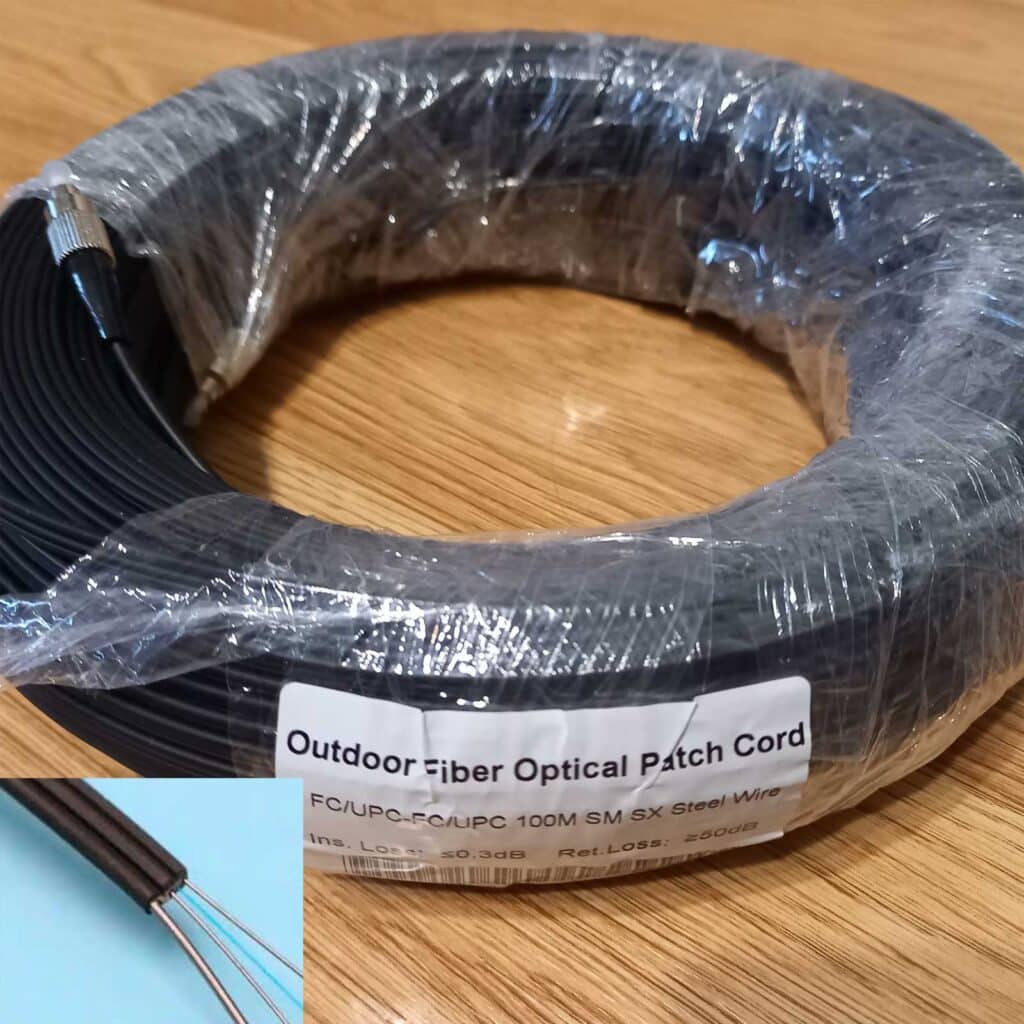 Outdoor Fiber Optical Patch Cord
FC/UPC-FC/UPC 100M SM SX Steel Wire
Ins. Loss: ≤0.3dB Ret.Loss: ≥50dB